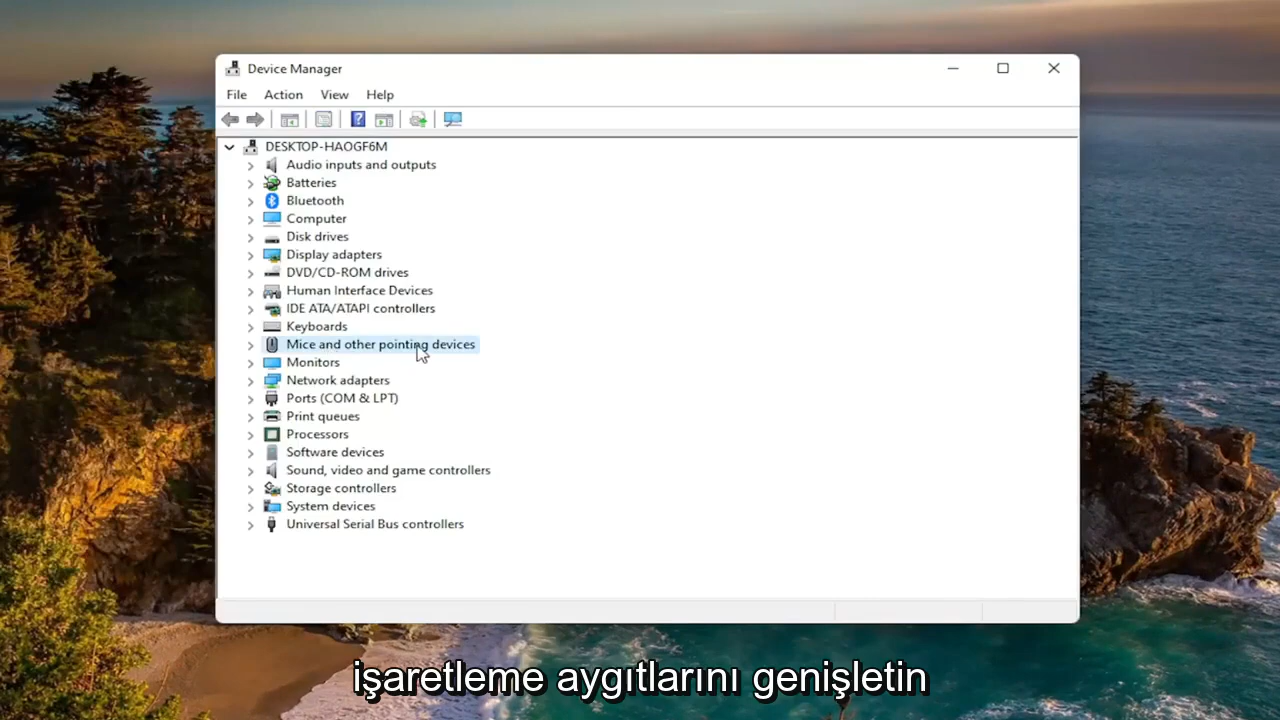 Device Manager
File Action View Help
DESKTOP-HAOGF6M
Audio inputs and outputs
Batteries
Bluetooth
Computer
Disk drives
Display adapters
DVD/CD-ROM drives
Human Interface Devices
IDE ATA/ATAPI controllers
Keyboards
Mice and other pointing devices
Monitors
Network adapters
Ports (COM & LPT)
Print queues
Processors
Software devices
Sound, video and game controllers
Storage controllers
System devices
Universal Serial Bus controllers
işaretleme aygıtlarını genişletin